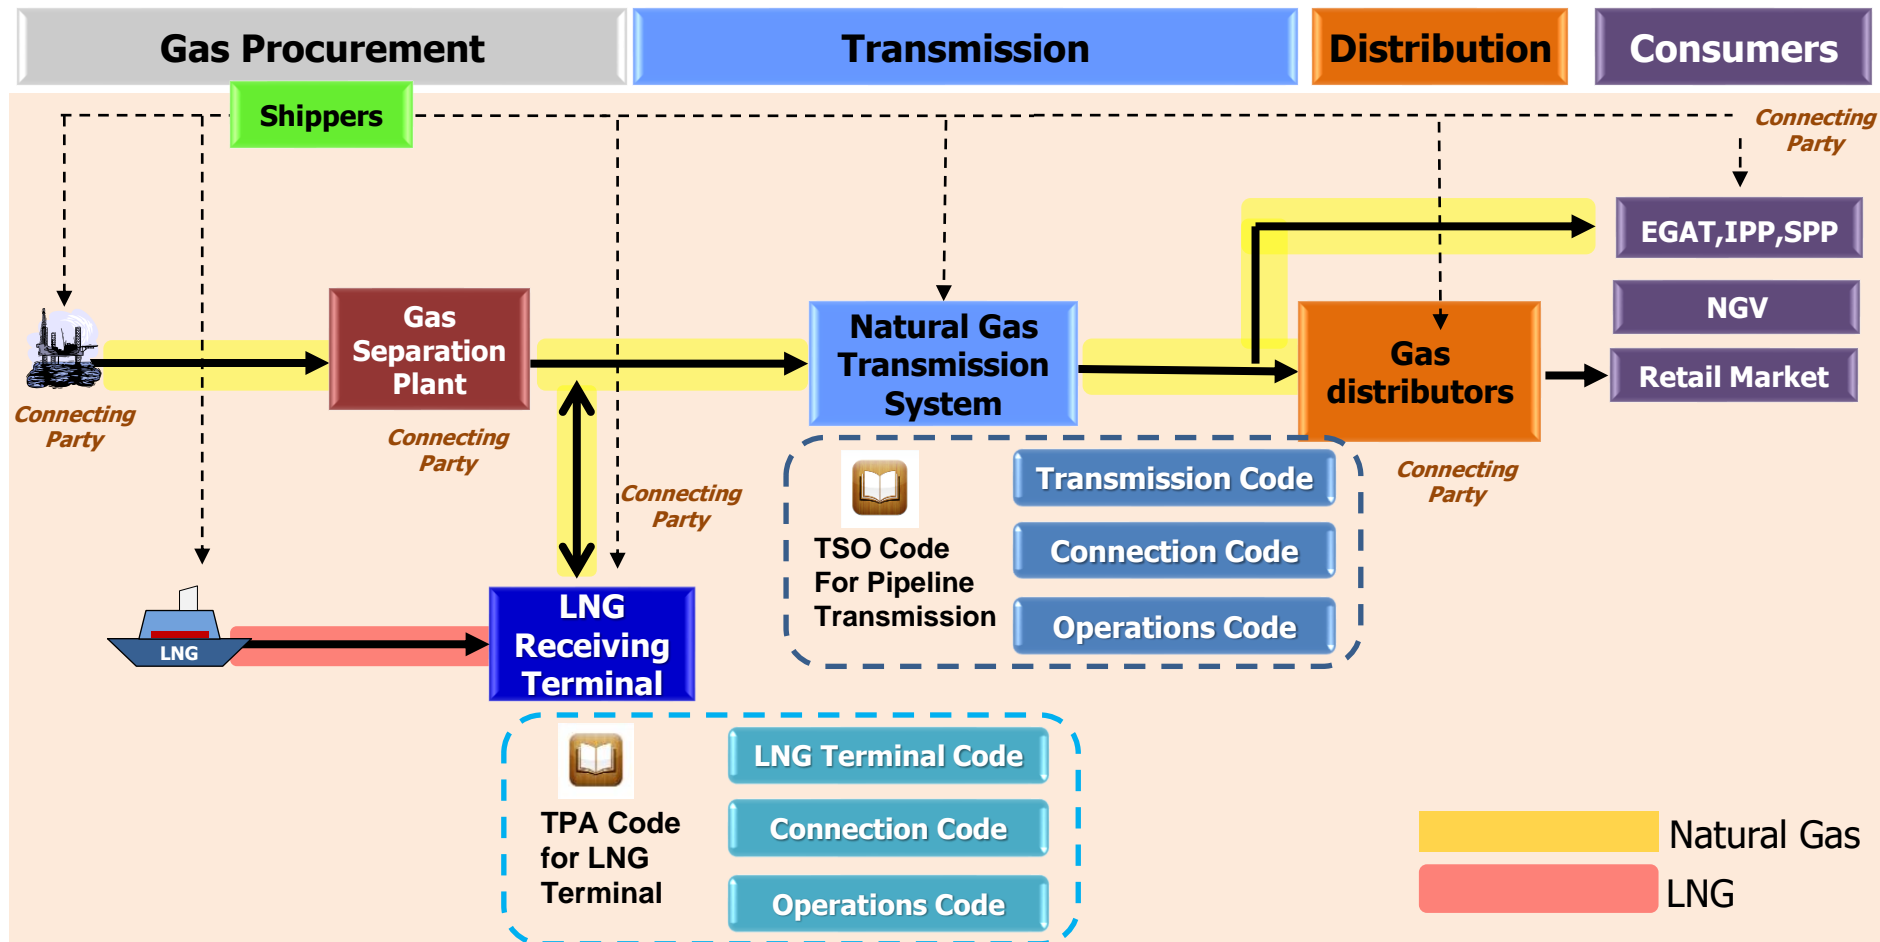 Gas Procurement
Transmission
Distribution
Consumers
Shippers
Connecting
Party
EGAT,IPP,SPP
NGV
Retail Market
Gas
Separation
Plant
Natural Gas
Transmission
System
Gas
distributors
Connecting
Party
Connecting
Party
Connecting
Party
Connecting
Party
TSO Code
For Pipeline
Transmission
Transmission Code
Connection Code
Operations Code
LNG
LNG
Receiving
Terminal
TPA Code
for LNG
Terminal
LNG Terminal Code
Connection Code
Operations Code
Natural Gas
LNG